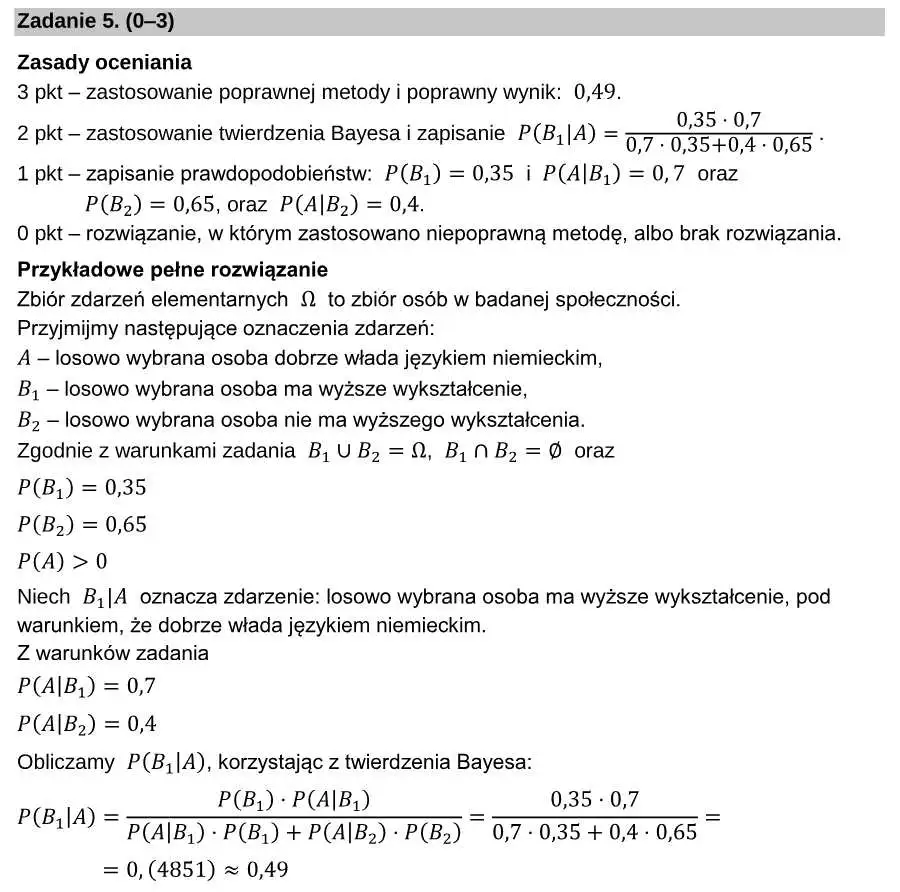 Zadanie 5. (0–3)
Zasady oceniania
3 pkt – zastosowanie poprawnej metody i poprawny wynik: 0,49.
2 pkt – zastosowanie twierdzenia Bayesa i zapisanie P(B₁|A) = (0,35 · 0,7)/(0,7 · 0,35+0,4 · 0,65) .
1 pkt – zapisanie prawdopodobieństw: P(B₁) = 0,35 i P(A|B₁) = 0,7 oraz
P(B₂) = 0,65, oraz P(A|B₂) = 0,4.
0 pkt – rozwiązanie, w którym zastosowano niepoprawną metodę, albo brak rozwiązania.
Przykładowe pełne rozwiązanie
Zbiór zdarzeń elementarnych Ω to zbiór osób w badanej społeczności.
Przyjmijmy następujące oznaczenia zdarzeń:
A – losowo wybrana osoba dobrze włada językiem niemieckim,
B₁ – losowo wybrana osoba ma wyższe wykształcenie,
B₂ – losowo wybrana osoba nie ma wyższego wykształcenia.
Zgodnie z warunkami zadania B₁ ∪ B₂ = Ω, B₁ ∩ B₂ = ∅ oraz
P(B₁) = 0,35
P(B₂) = 0,65
P(A) > 0
Niech B₁|A oznacza zdarzenie: losowo wybrana osoba ma wyższe wykształcenie, pod
warunkiem, że dobrze włada językiem niemieckim.
Z warunków zadania
P(A|B₁) = 0,7
P(A|B₂) = 0,4
Obliczamy P(B₁|A), korzystając z twierdzenia Bayesa:
P(B₁|A) = (P(B₁) · P(A|B₁))/(P(A|B₁) · P(B₁) + P(A|B₂) · P(B₂)) = (0,35 · 0,7)/(0,7 · 0,35 + 0,4 · 0,65) =
= 0, (4851) ≈ 0,49